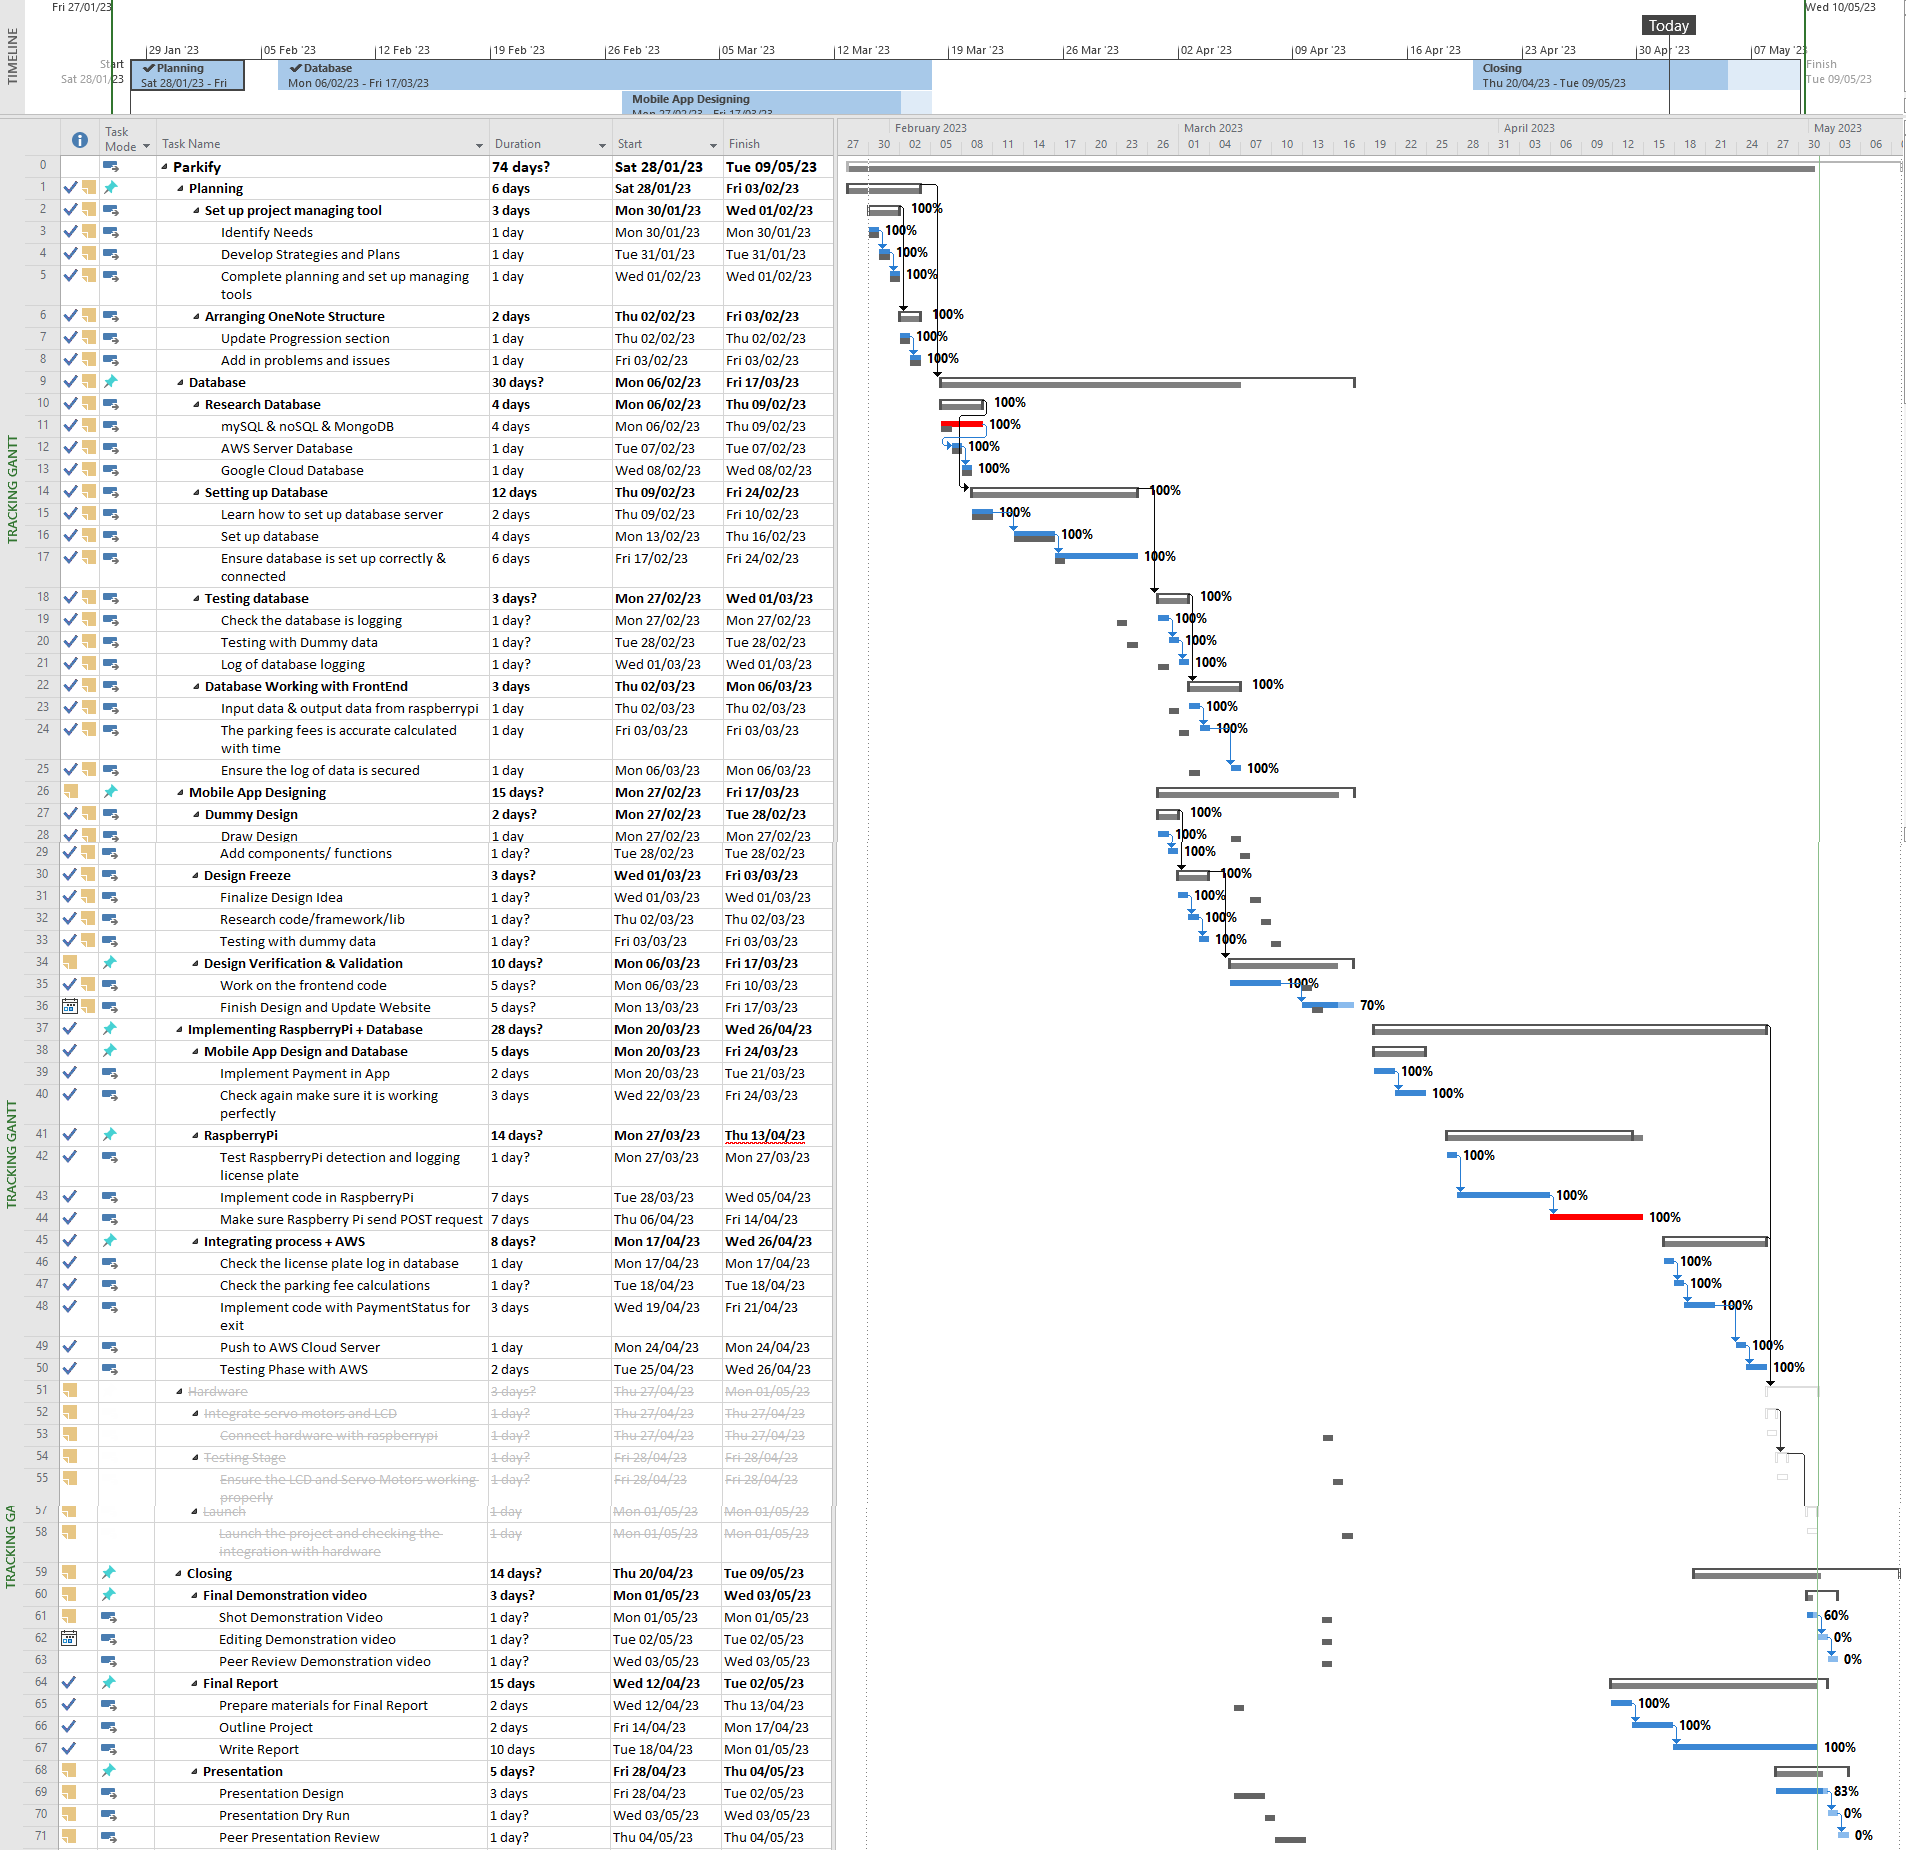 Fri 27/01/23
Wed 10/05/23
Today
TIMELINE
29 Jan '23
05 Feb '23
12 Feb '23
19 Feb '23
26 Feb '23
05 Mar '23
12 Mar '23
19 Mar '23
26 Mar '23
02 Apr '23
09 Apr '23
16 Apr '23
23 Apr '23
30 Apr '23
07 May '23
Start
Sat 28/01/23
Planning
Sat 28/01/23 - Fri
Database
Mon 06/02/23 - Fri 17/03/23
Mobile App Designing
Mon 27/02/23 - Fri 17/03/23
Closing
Thu 20/04/23 - Tue 09/05/23
Finish
Tue 09/05/23
Task Mode Task Name Duration Start Finish
February 2023 March 2023 April 2023 May 2023
27 30 02 05 08 11 14 17 20 23 26 01 04 07 10 13 16 19 22 25 28 31 03 06 09 12 15 18 21 24 27 30 03 06
TRACKING GANTT
0 Parkify 74 days? Sat 28/01/23 Tue 09/05/23
1 Planning 6 days Sat 28/01/23 Fri 03/02/23
2 Set up project managing tool 3 days Mon 30/01/23 Wed 01/02/23 100%
3 Identify Needs 1 day Mon 30/01/23 Mon 30/01/23 100%
4 Develop Strategies and Plans 1 day Tue 31/01/23 Tue 31/01/23 100%
5 Complete planning and set up managing 1 day Wed 01/02/23 Wed 01/02/23 100%
tools
6 Arranging OneNote Structure 2 days Thu 02/02/23 Fri 03/02/23 100%
7 Update Progression section 1 day Thu 02/02/23 Thu 02/02/23 100%
8 Add in problems and issues 1 day Fri 03/02/23 Fri 03/02/23 100%
9 Database 30 days? Mon 06/02/23 Fri 17/03/23
10 Research Database 4 days Mon 06/02/23 Thu 09/02/23 100%
11 mySQL & noSQL & MongoDB 4 days Mon 06/02/23 Thu 09/02/23 100%
12 AWS Server Database 1 day Tue 07/02/23 Tue 07/02/23 100%
13 Google Cloud Database 1 day Wed 08/02/23 Wed 08/02/23 100%
14 Setting up Database 12 days Thu 09/02/23 Fri 24/02/23 100%
15 Learn how to set up database server 2 days Thu 09/02/23 Fri 10/02/23 100%
16 Set up database 4 days Mon 13/02/23 Thu 16/02/23 100%
17 Ensure database is set up correctly & 6 days Fri 17/02/23 Fri 24/02/23 100%
connected
18 Testing database 3 days? Mon 27/02/23 Wed 01/03/23 100%
19 Check the database is logging 1 day? Mon 27/02/23 Mon 27/02/23 100%
20 Testing with Dummy data 1 day? Tue 28/02/23 Tue 28/02/23 100%
21 Log of database logging 1 day? Wed 01/03/23 Wed 01/03/23 100%
22 Database Working with FrontEnd 3 days Thu 02/03/23 Mon 06/03/23 100%
23 Input data & output data from raspberrypi 1 day Thu 02/03/23 Thu 02/03/23 100%
24 The parking fees is accurate calculated 1 day Fri 03/03/23 Fri 03/03/23 100%
with time
25 Ensure the log of data is secured 1 day Mon 06/03/23 Mon 06/03/23 100%
26 Mobile App Designing 15 days? Mon 27/02/23 Fri 17/03/23
27 Dummy Design 2 days? Mon 27/02/23 Tue 28/02/23 100%
28 Draw Design 1 day Mon 27/02/23 Mon 27/02/23 100%
29 Add components/ functions 1 day? Tue 28/02/23 Tue 28/02/23 100%
30 Design Freeze 3 days? Wed 01/03/23 Fri 03/03/23 100%
31 Finalize Design Idea 1 day? Wed 01/03/23 Wed 01/03/23 100%
32 Research code/framework/lib 1 day? Thu 02/03/23 Thu 02/03/23 100%
33 Testing with dummy data 1 day? Fri 03/03/23 Fri 03/03/23 100%
34 Design Verification & Validation 10 days? Mon 06/03/23 Fri 17/03/23
35 Work on the frontend code 5 days? Mon 06/03/23 Fri 10/03/23 100%
36 Finish Design and Update Website 5 days? Mon 13/03/23 Fri 17/03/23 70%
TRACKING GANTT
37 Implementing RaspberryPi + Database 28 days? Mon 20/03/23 Wed 26/04/23
38 Mobile App Design and Database 5 days Mon 20/03/23 Fri 24/03/23
39 Implement Payment in App 2 days Mon 20/03/23 Tue 21/03/23 100%
40 Check again make sure it is working 3 days Wed 22/03/23 Fri 24/03/23 100%
perfectly
41 RaspberryPi 14 days? Mon 27/03/23 Thu 13/04/23
42 Test RaspberryPi detection and logging 1 day? Mon 27/03/23 Mon 27/03/23 100%
license plate
43 Implement code in RaspberryPi 7 days Tue 28/03/23 Wed 05/04/23 100%
44 Make sure Raspberry Pi send POST request 7 days Thu 06/04/23 Fri 14/04/23 100%
45 Integrating process + AWS 8 days? Mon 17/04/23 Wed 26/04/23
46 Check the license plate log in database 1 day Mon 17/04/23 Mon 17/04/23 100%
47 Check the parking fee calculations 1 day? Tue 18/04/23 Tue 18/04/23 100%
48 Implement code with PaymentStatus for 3 days Wed 19/04/23 Fri 21/04/23 100%
exit
49 Push to AWS Cloud Server 1 day Mon 24/04/23 Mon 24/04/23 100%
50 Testing Phase with AWS 2 days Tue 25/04/23 Wed 26/04/23 100%
51 Hardware 3 days? Thu 27/04/23 Mon 01/05/23
52 Integrate servo motors and LCD 1 day? Thu 27/04/23 Thu 27/04/23
53 Connect hardware with raspberrypi 1 day? Thu 27/04/23 Thu 27/04/23
54 Testing Stage 1 day? Fri 28/04/23 Fri 28/04/23
55 Ensure the LCD and Servo Motors working 1 day? Fri 28/04/23 Fri 28/04/23
properly
TRACKING GA
57 Launch 1 day Mon 01/05/23 Mon 01/05/23
58 Launch the project and checking the 1 day Mon 01/05/23 Mon 01/05/23
integration with hardware
59 Closing 14 days? Thu 20/04/23 Tue 09/05/23
60 Final Demonstration video 3 days? Mon 01/05/23 Wed 03/05/23
61 Shot Demonstration Video 1 day? Mon 01/05/23 Mon 01/05/23 60%
62 Editing Demonstration video 1 day? Tue 02/05/23 Tue 02/05/23 0%
63 Peer Review Demonstration video 1 day? Wed 03/05/23 Wed 03/05/23 0%
64 Final Report 15 days Wed 12/04/23 Tue 02/05/23
65 Prepare materials for Final Report 2 days Wed 12/04/23 Thu 13/04/23 100%
66 Outline Project 2 days Fri 14/04/23 Mon 17/04/23 100%
67 Write Report 10 days Tue 18/04/23 Mon 01/05/23 100%
68 Presentation 5 days? Fri 28/04/23 Thu 04/05/23
69 Presentation Design 3 days Fri 28/04/23 Tue 02/05/23 83%
70 Presentation Dry Run 1 day? Wed 03/05/23 Wed 03/05/23 0%
71 Peer Presentation Review 1 day? Thu 04/05/23 Thu 04/05/23 0%